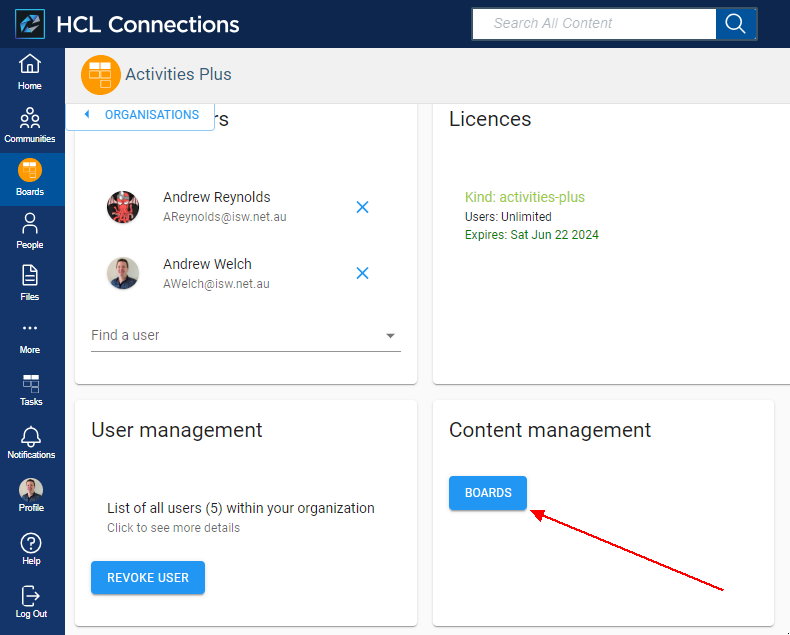 HCL Connections
Search All Content
Home
Communities
Boards
People
Files
More
Tasks
Notifications
Profile
Help
Log Out
Activities Plus
ORGANISATIONS
rs
Andrew Reynolds
AReynolds@isw.net.au
Andrew Welch
AWelch@isw.net.au
Find a user
Licences
Kind: activities-plus
Users: Unlimited
Expires: Sat Jun 22 2024
User management
List of all users (5) within your organization
Click to see more details
REVOKE USER
Content management
BOARDS